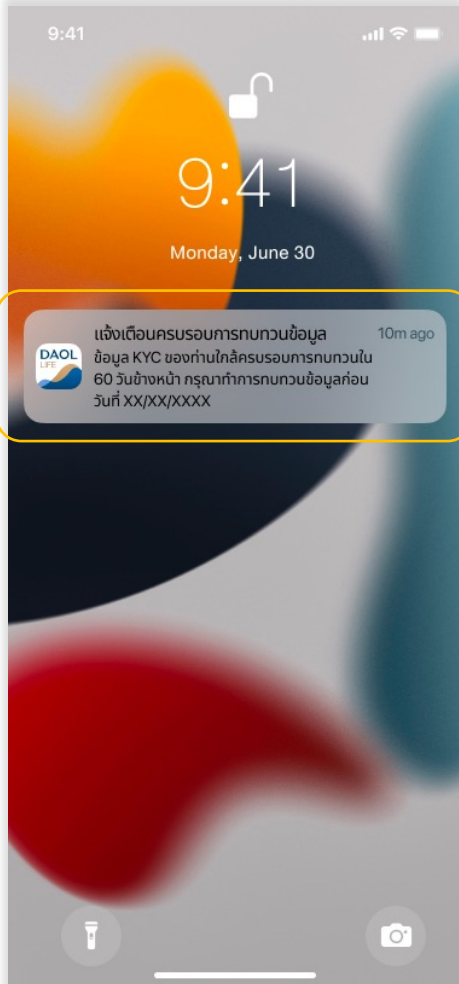 9:41
9:41
Monday, June 30
แจ้งเตือนครบรอบการทบทวนข้อมูล
10m ago
DAOL
LIFE
ข้อมูล KYC ของท่านใกล้ครบรอบการทบทวนใน
60 วันข้างหน้า กรุณาทำการทบทวนข้อมูลก่อน
วันที่ XX/XX/XXXX